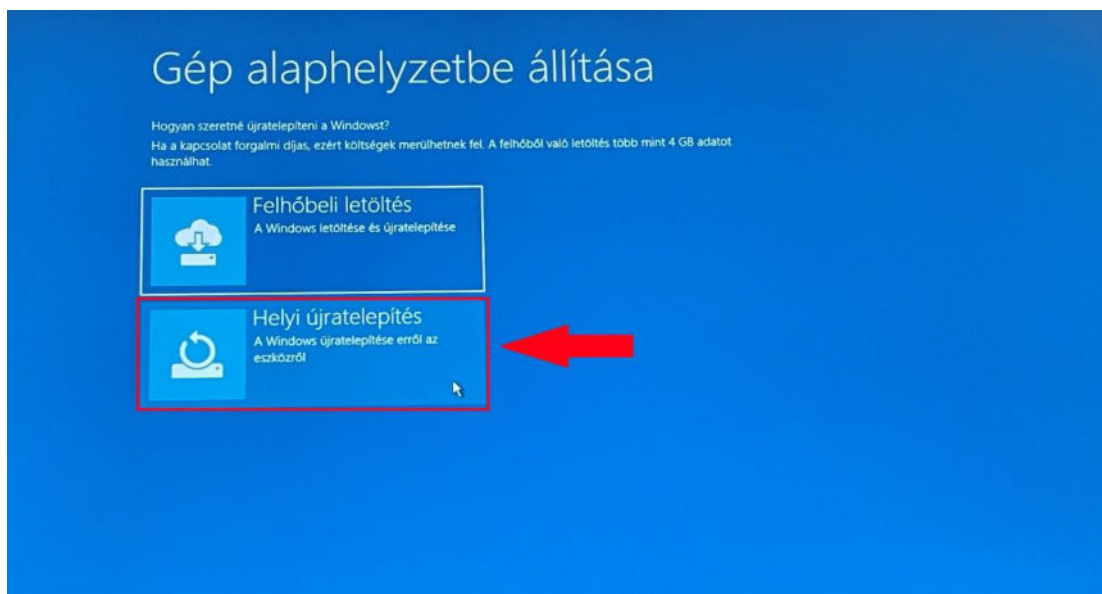 Gép alaphelyzetbe állítása
Hogyan szeretné újratelepíteni a Windowst?
Ha a kapcsolat forgalmi díjas, ezért költségek merülhetnek fel. A felhőből való letöltés több mint 4 GB adatot
használhat.
Felhőbeli letöltés
A Windows letöltése és újratelepítése
Helyi újratelepítés
A Windows újratelepítése erről az
eszközről